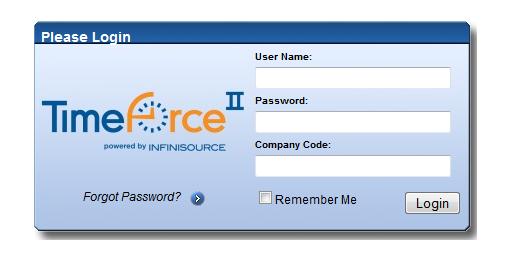 Please Login
User Name:
TimeForce II
Password:
powered by INFINISOURCE
Company Code:
Forgot Password?
Remember Me
Login